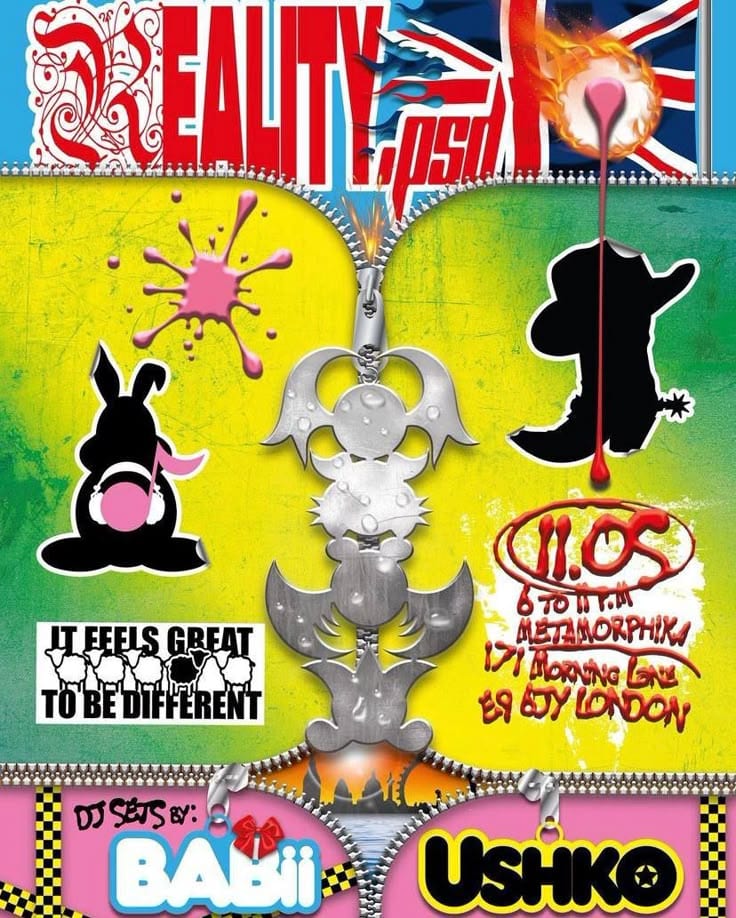 REALITY.psd
IT FEELS GREAT
TO BE DIFFERENT
11.05
6 TO 11 P.M
METAMORPHIKA
171 MORNING LANE
E9 6JY LONDON
DJ SETS BY:
BABii
USHKO